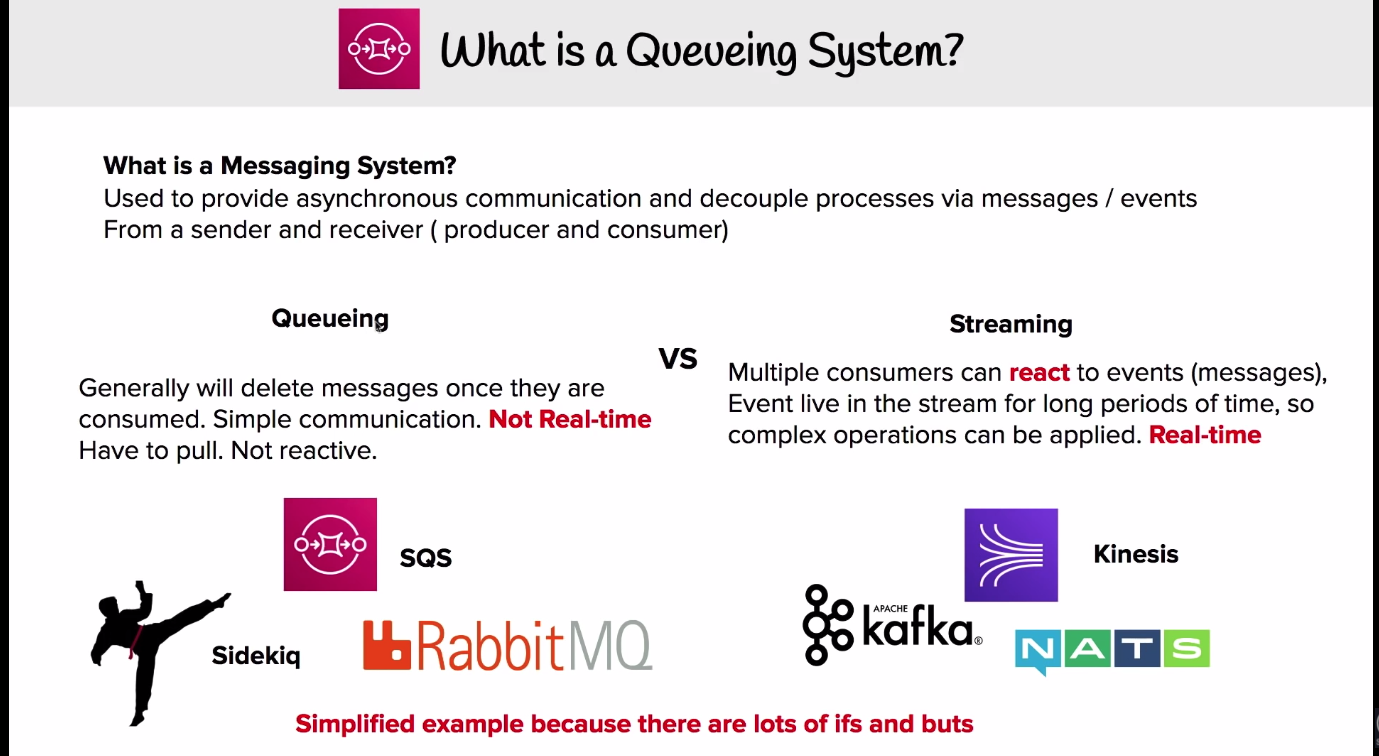 What is a Queueing System?
What is a Messaging System?
Used to provide asynchronous communication and decouple processes via messages / events
From a sender and receiver ( producer and consumer)
Queueing
Generally will delete messages once they are
consumed. Simple communication. Not Real-time
Have to pull. Not reactive.
VS
Streaming
Multiple consumers can react to events (messages),
Event live in the stream for long periods of time, so
complex operations can be applied. Real-time
SQS
Sidekiq
RabbitMQ
Kinesis
APACHE
kafka®
NATS
Simplified example because there are lots of ifs and buts